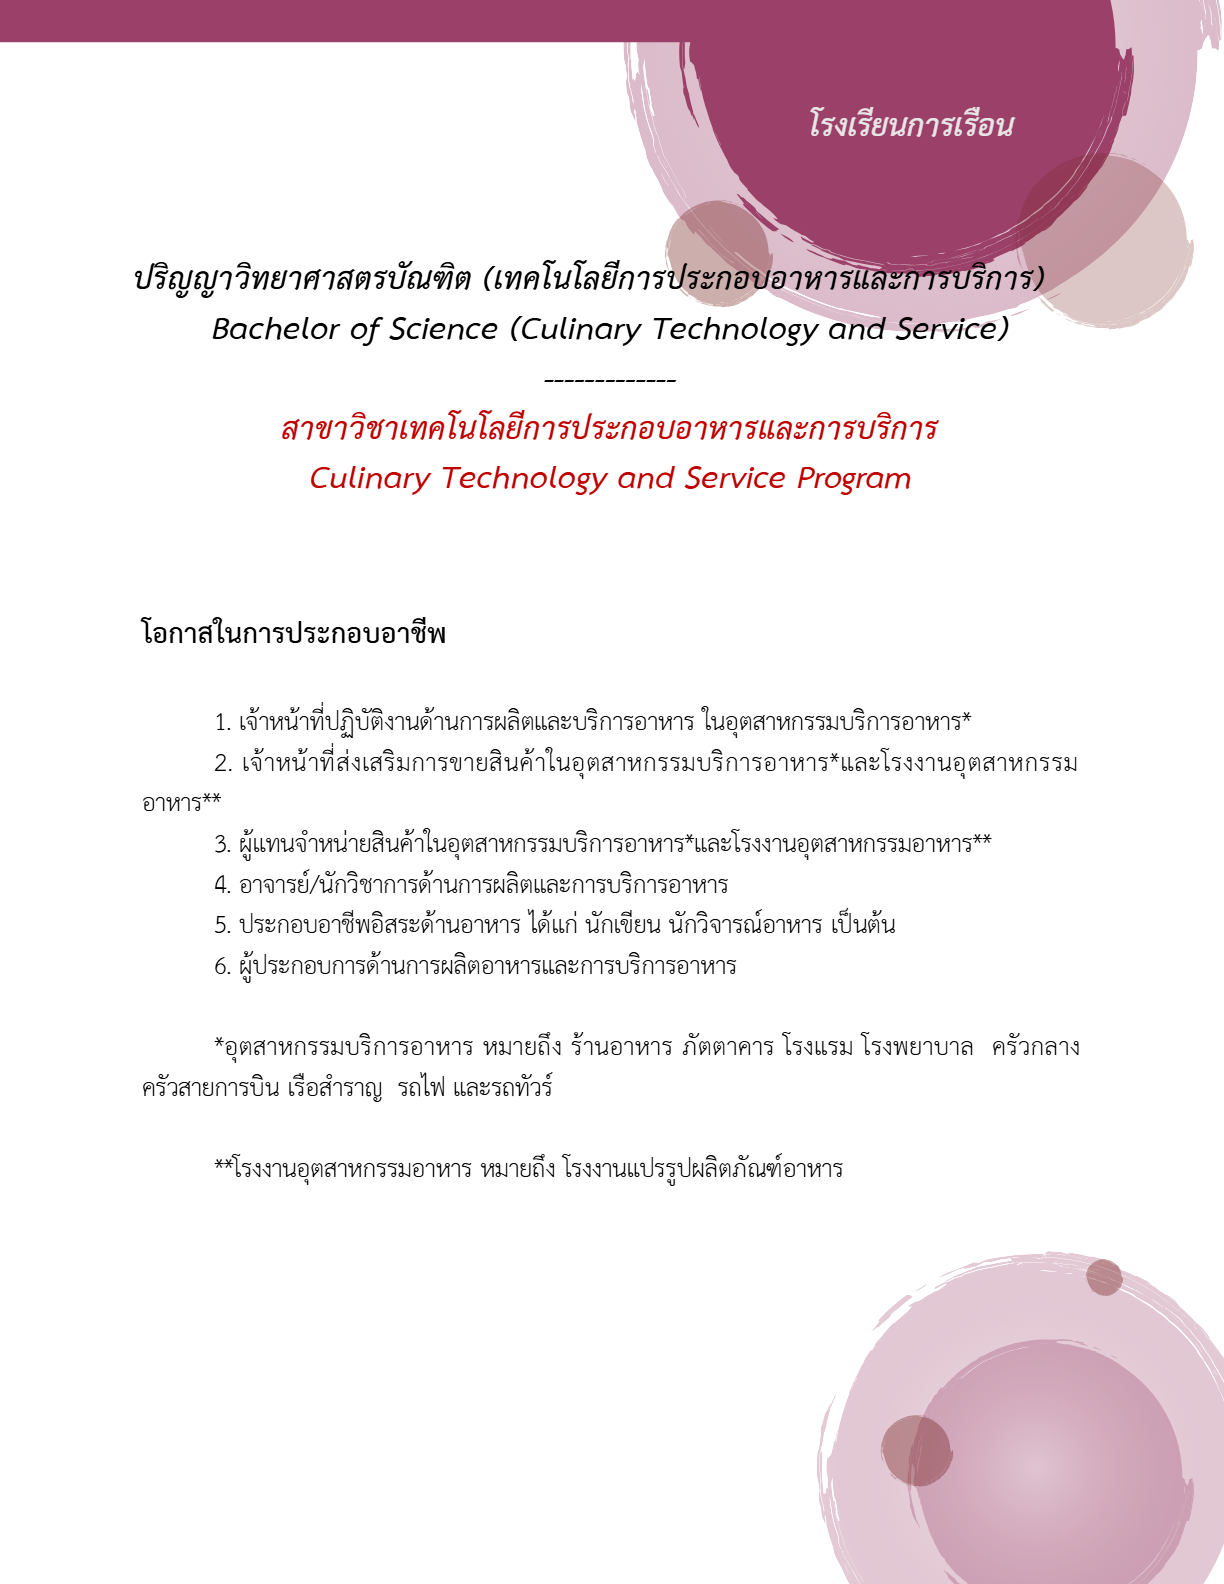 โรงเรียนการเรือน
ปริญญาวิทยาศาสตรบัณฑิต (เทคโนโลยีการประกอบอาหารและการบริการ)
Bachelor of Science (Culinary Technology and Service)
-------------
สาขาวิชาเทคโนโลยีการประกอบอาหารและการบริการ
Culinary Technology and Service Program
โอกาสในการประกอบอาชีพ
1. เจ้าหน้าที่ปฏิบัติงานด้านการผลิตและบริการอาหาร ในอุตสาหกรรมบริการอาหาร*
2. เจ้าหน้าที่ส่งเสริมการขายสินค้าในอุตสาหกรรมบริการอาหาร*และโรงงานอุตสาหกรรม
อาหาร**
3. ผู้แทนจำหน่ายสินค้าในอุตสาหกรรมบริการอาหาร*และโรงงานอุตสาหกรรมอาหาร**
4. อาจารย์/นักวิชาการด้านการผลิตและการบริการอาหาร
5. ประกอบอาชีพอิสระด้านอาหาร ได้แก่ นักเขียน นักวิจารณ์อาหาร เป็นต้น
6. ผู้ประกอบการด้านการผลิตอาหารและการบริการอาหาร
*อุตสาหกรรมบริการอาหาร หมายถึง ร้านอาหาร ภัตตาคาร โรงแรม โรงพยาบาล ครัวกลาง
ครัวสายการบิน เรือสำราญ รถไฟ และรถทัวร์
**โรงงานอุตสาหกรรมอาหาร หมายถึง โรงงานแปรรูปผลิตภัณฑ์อาหาร